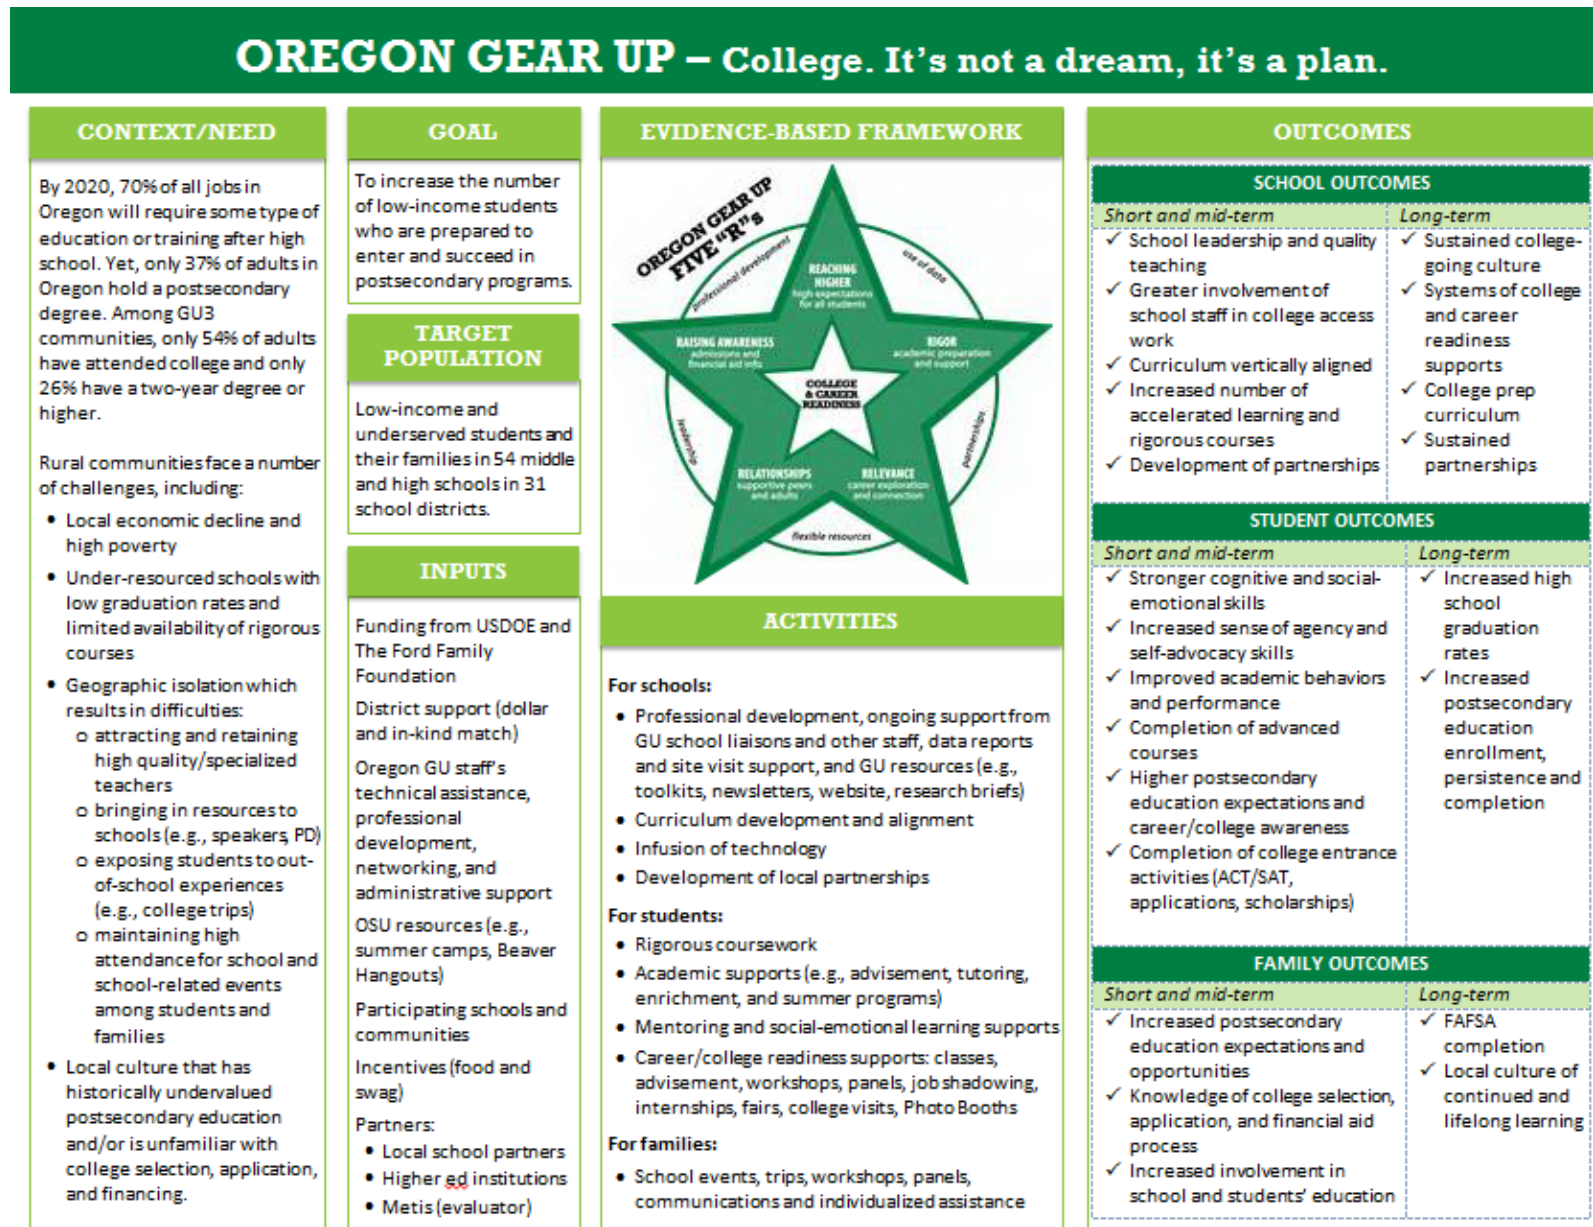 OREGON GEAR UP – College. It's not a dream, it's a plan.
CONTEXT/NEED
By 2020, 70% of all jobs in
Oregon will require some type of
education or training after high
school. Yet, only 37% of adults in
Oregon hold a postsecondary
degree. Among GU3
communities, only 54% of adults
have attended college and only
26% have a two-year degree or
higher.
Rural communities face a number
of challenges, including:
• Local economic decline and
high poverty
• Under-resourced schools with
low graduation rates and
limited availability of rigorous
courses
• Geographic isolation which
results in difficulties:
o attracting and retaining
high quality/specialized
teachers
o bringing in resources to
schools (e.g., speakers, PD)
o exposing students to out-
of-school experiences
(e.g., college trips)
o maintaining high
attendance for school and
school-related events
among students and
families
• Local culture that has
historically undervalued
postsecondary education
and/or is unfamiliar with
college selection, application,
and financing.
GOAL
To increase the number
of low-income students
who are prepared to
enter and succeed in
postsecondary programs.
TARGET
POPULATION
Low-income and
underserved students and
their families in 54 middle
and high schools in 31
school districts.
INPUTS
Funding from USDOE and
The Ford Family
Foundation
District support (dollar
and in-kind match)
Oregon GU staff's
technical assistance,
professional
development,
networking, and
administrative support
OSU resources (e.g.,
summer camps, Beaver
Hangouts)
Participating schools and
communities
Incentives (food and
swag)
Partners:
• Local school partners
• Higher ed institutions
• Metis (evaluator)
EVIDENCE-BASED FRAMEWORK
OREGON GEAR UP
FIVE "R"s
professional development
use of data
REACHING
HIGHER
high expectations
for all students
RAISING AWARENESS
admissions and
financial aid info
RIGOR
academic preparation
and support
COLLEGE
& CAREER
READINESS
leadership
partnerships
RELATIONSHIPS
supportive peers
and adults
RELEVANCE
career exploration
and connection
flexible resources
ACTIVITIES
For schools:
• Professional development, ongoing support from
GU school liaisons and other staff, data reports
and site visit support, and GU resources (e.g.,
toolkits, newsletters, website, research briefs)
• Curriculum development and alignment
• Infusion of technology
• Development of local partnerships
For students:
• Rigorous coursework
• Academic supports (e.g., advisement, tutoring,
enrichment, and summer programs)
• Mentoring and social-emotional learning supports
• Career/college readiness supports: classes,
advisement, workshops, panels, job shadowing,
internships, fairs, college visits, Photo Booths
For families:
• School events, trips, workshops, panels,
communications and individualized assistance
OUTCOMES
SCHOOL OUTCOMES
Short and mid-term
✓ School leadership and quality
teaching
✓ Greater involvement of
school staff in college access
work
✓ Curriculum vertically aligned
✓ Increased number of
accelerated learning and
rigorous courses
✓ Development of partnerships
Long-term
✓ Sustained college-
going culture
✓ Systems of college
and career
readiness
supports
✓ College prep
curriculum
✓ Sustained
partnerships
STUDENT OUTCOMES
Short and mid-term
✓ Stronger cognitive and social-
emotional skills
✓ Increased sense of agency and
self-advocacy skills
✓ Improved academic behaviors
and performance
✓ Completion of advanced
courses
✓ Higher postsecondary
education expectations and
career/college awareness
✓ Completion of college entrance
activities (ACT/SAT,
applications, scholarships)
Long-term
✓ Increased high
school
graduation
rates
✓ Increased
postsecondary
education
enrollment,
persistence and
completion
FAMILY OUTCOMES
Short and mid-term
✓ Increased postsecondary
education expectations and
opportunities
✓ Knowledge of college selection,
application, and financial aid
process
✓ Increased involvement in
school and students' education
Long-term
✓ FAFSA
completion
✓ Local culture of
continued and
lifelong learning